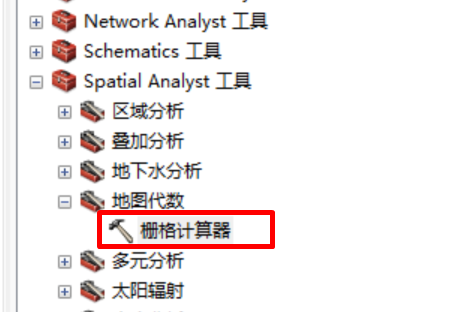 Network Analyst 工具
Schematics 工具
Spatial Analyst 工具
区域分析
叠加分析
地下水分析
地图代数
栅格计算器
多元分析
太阳辐射